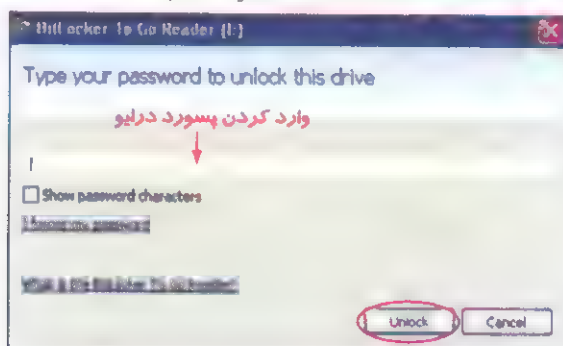 BitLocker To Go Reader (I:)
Type your password to unlock this drive
وارد کردن پسورد درایو
Show password characters
Unlock
Cancel